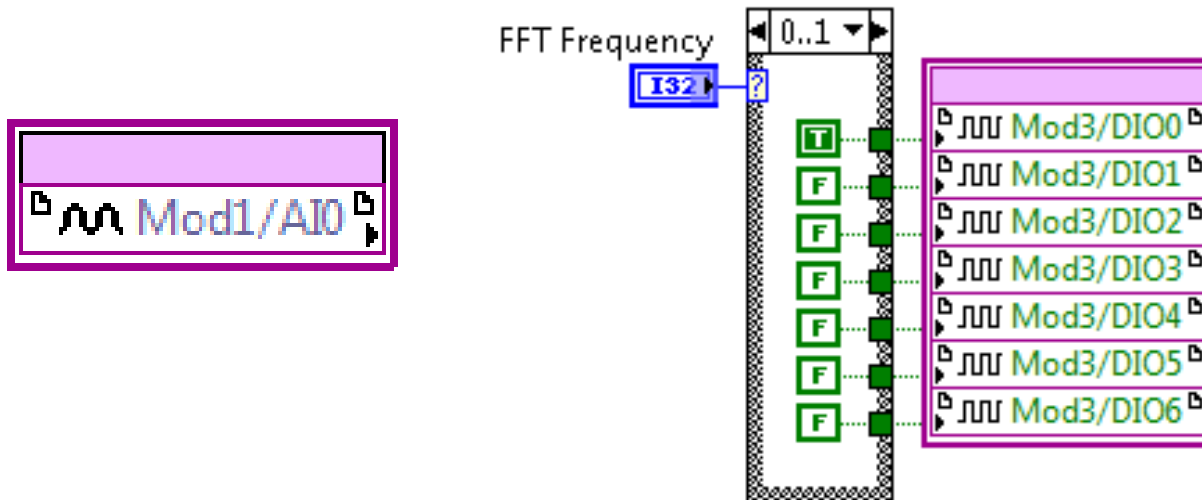 Mod1/AI0
FFT Frequency
I32
0..1
?
T
F
F
F
F
F
F
Mod3/DIO0
Mod3/DIO1
Mod3/DIO2
Mod3/DIO3
Mod3/DIO4
Mod3/DIO5
Mod3/DIO6